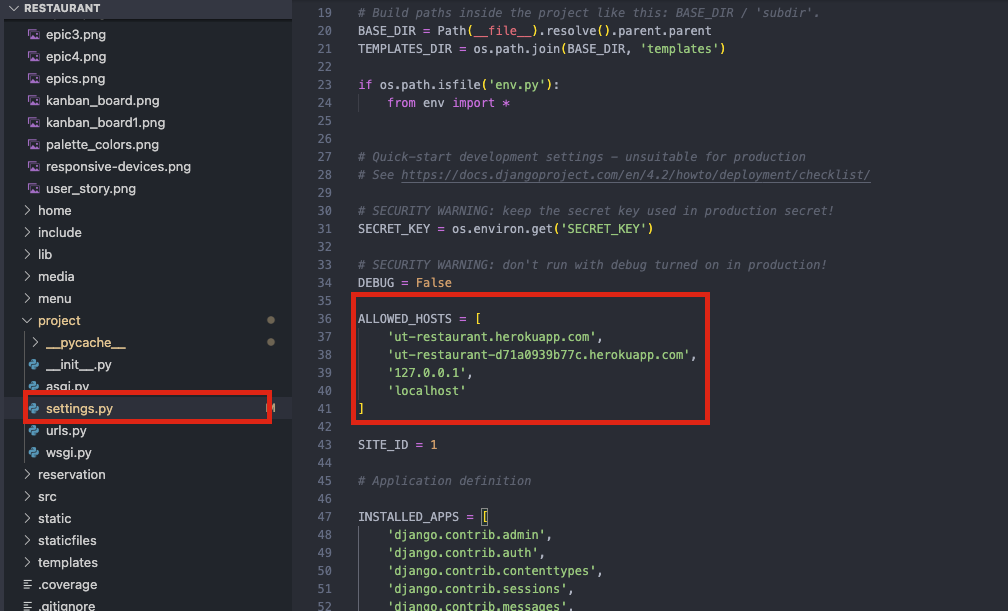 RESTAURANT
epic3.png
epic4.png
epics.png
kanban_board.png
kanban_board1.png
palette_colors.png
responsive-devices.png
user_story.png
home
include
lib
media
menu
project
__pycache__
__init__.py
asgi.py
settings.py M
urls.py
wsgi.py
reservation
src
static
staticfiles
templates
.coverage
.gitignore
19 # Build paths inside the project like this: BASE_DIR / 'subdir'.
20 BASE_DIR = Path(__file__).resolve().parent.parent
21 TEMPLATES_DIR = os.path.join(BASE_DIR, 'templates')
22
23 if os.path.isfile('env.py'):
24     from env import *
25
26
27 # Quick-start development settings - unsuitable for production
28 # See https://docs.djangoproject.com/en/4.2/howto/deployment/checklist/
29
30 # SECURITY WARNING: keep the secret key used in production secret!
31 SECRET_KEY = os.environ.get('SECRET_KEY')
32
33 # SECURITY WARNING: don't run with debug turned on in production!
34 DEBUG = False
35
36 ALLOWED_HOSTS = [
37     'ut-restaurant.herokuapp.com',
38     'ut-restaurant-d71a0939b77c.herokuapp.com',
39     '127.0.0.1',
40     'localhost'
41 ]
42
43 SITE_ID = 1
44
45 # Application definition
46
47 INSTALLED_APPS = [
48     'django.contrib.admin',
49     'django.contrib.auth',
50     'django.contrib.contenttypes',
51     'django.contrib.sessions',
52     'django.contrib.messages',